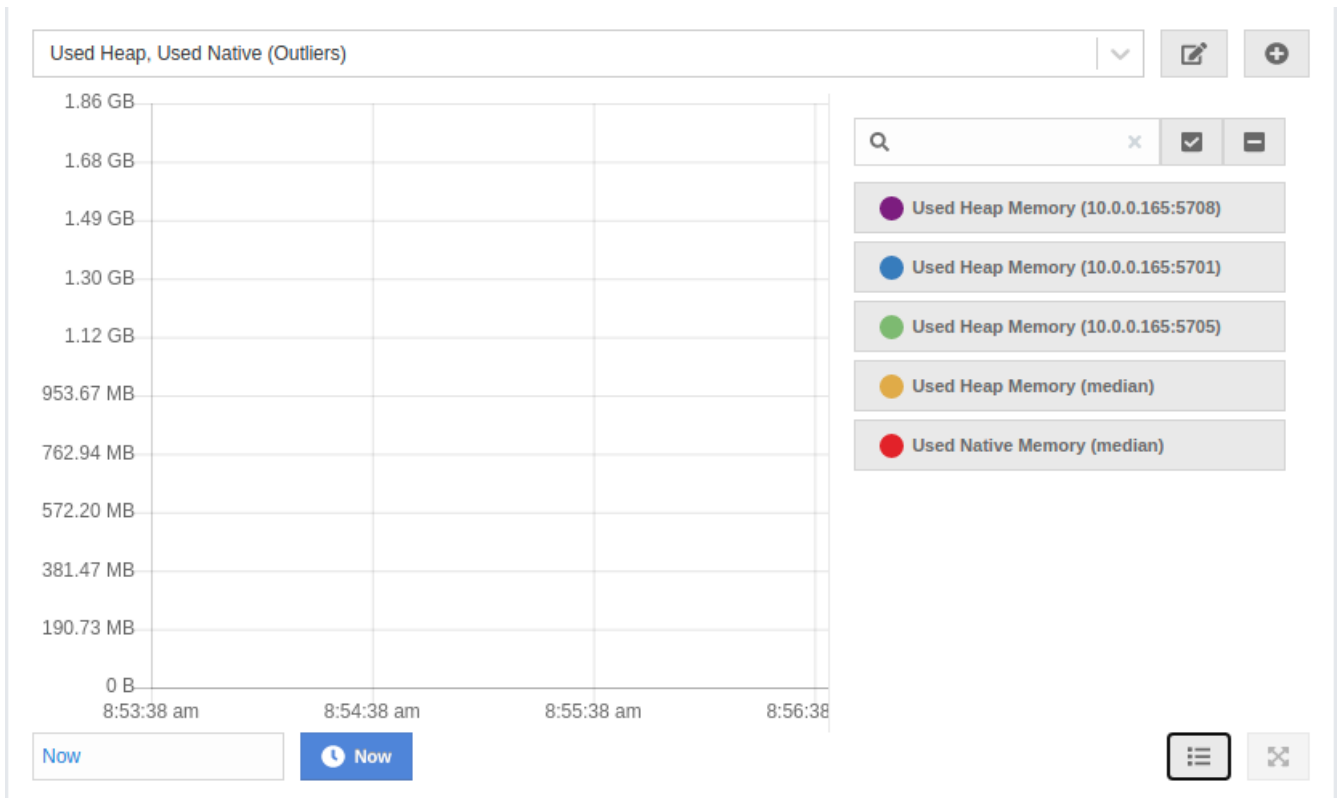 Used Heap, Used Native (Outliers)
1.86 GB
1.68 GB
1.49 GB
1.30 GB
1.12 GB
953.67 MB
762.94 MB
572.20 MB
381.47 MB
190.73 MB
0 B
8:53:38 am 8:54:38 am 8:55:38 am 8:56:38
Used Heap Memory (10.0.0.165:5708)
Used Heap Memory (10.0.0.165:5701)
Used Heap Memory (10.0.0.165:5705)
Used Heap Memory (median)
Used Native Memory (median)
Now
Now